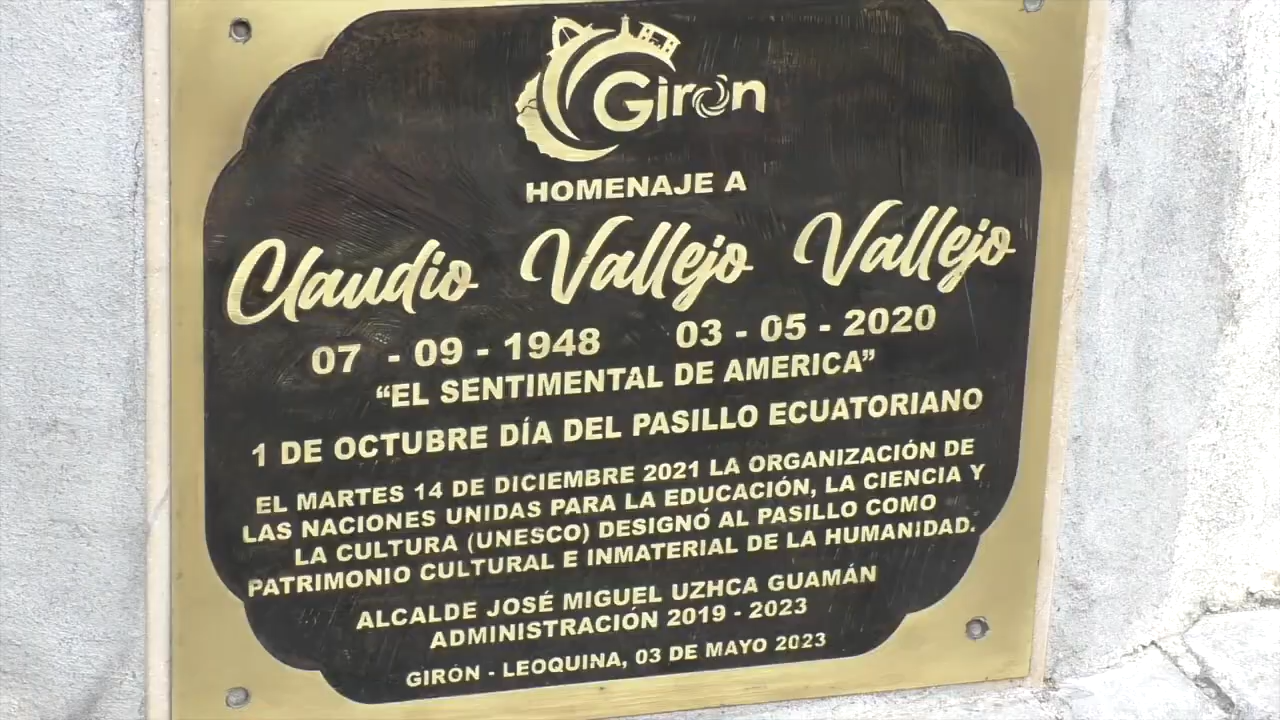 Girón
HOMENAJE A
Claudio Vallejo Vallejo
07 - 09 - 1948 03 - 05 - 2020
“EL SENTIMENTAL DE AMERICA”
1 DE OCTUBRE DÍA DEL PASILLO ECUATORIANO
EL MARTES 14 DE DICIEMBRE 2021 LA ORGANIZACIÓN DE
LAS NACIONES UNIDAS PARA LA EDUCACIÓN, LA CIENCIA Y
LA CULTURA (UNESCO) DESIGNÓ AL PASILLO COMO
PATRIMONIO CULTURAL E INMATERIAL DE LA HUMANIDAD.
ALCALDE JOSÉ MIGUEL UZHCA GUAMÁN
ADMINISTRACIÓN 2019 - 2023
GIRÓN - LEOQUINA, 03 DE MAYO 2023